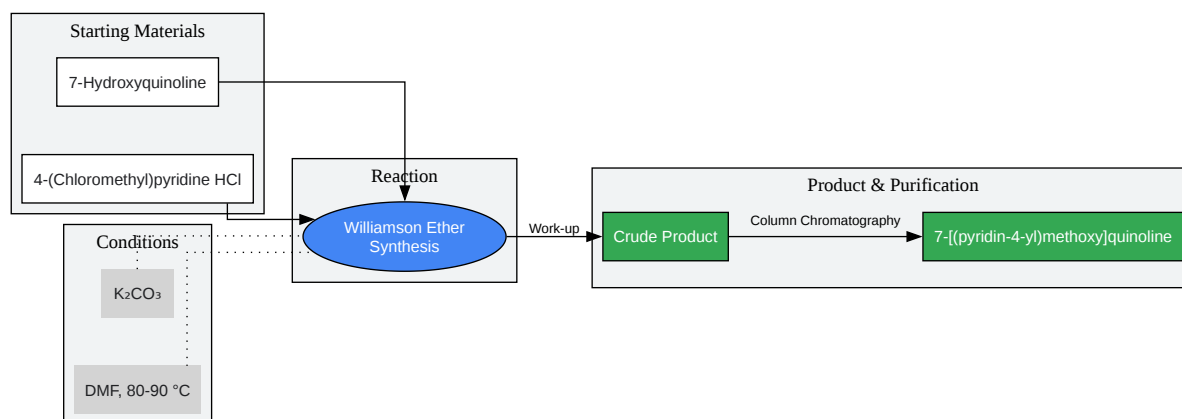 Starting Materials
7-Hydroxyquinoline
4-(Chloromethyl)pyridine HCl
Conditions
K₂CO₃
DMF, 80-90 °C
Reaction
Williamson Ether
Synthesis
Work-up
Product & Purification
Crude Product
Column Chromatography
7-[(pyridin-4-yl)methoxy]quinoline